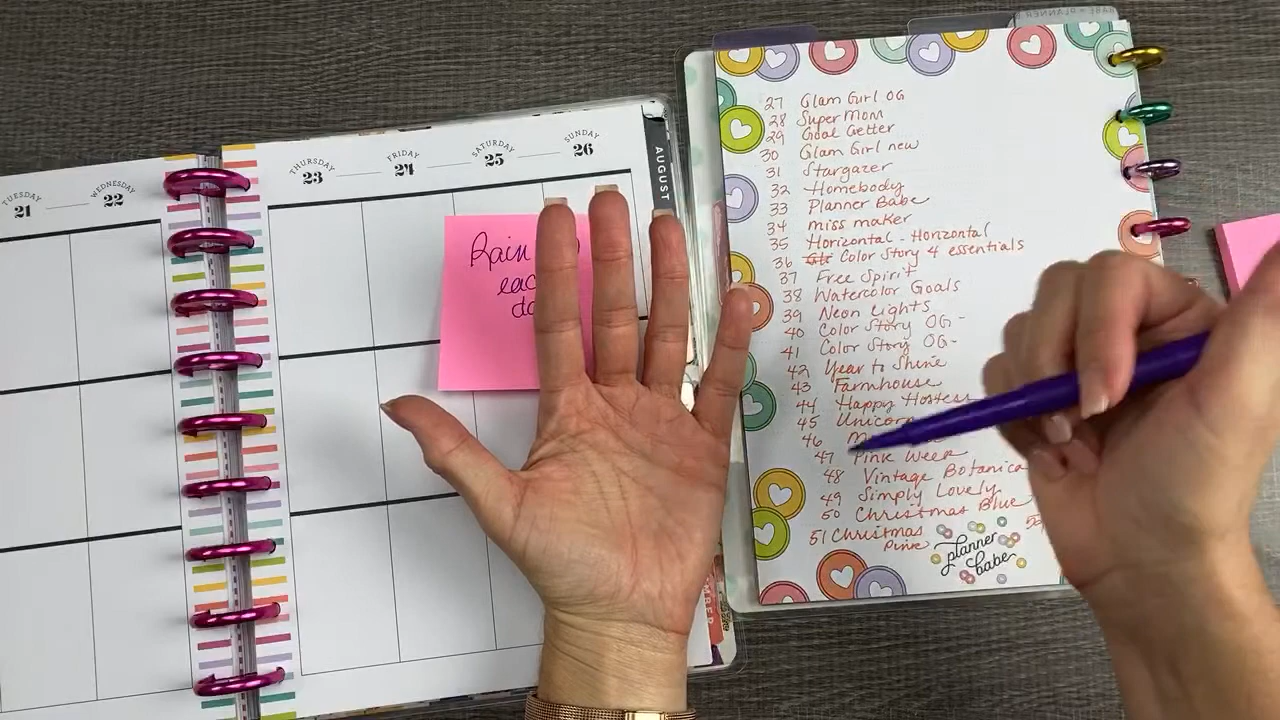 TUESDAY
21
WEDNESDAY
22
THURSDAY
23
FRIDAY
24
SATURDAY
25
SUNDAY
26
AUGUST
Rain
27 Glam Girl OG
28 Super Mom
29 Goal Getter
30 Glam Girl new
31 Stargazer
32 Homebody
33 Planner Babe
34 miss maker
35 Horizontal - Horizontal
36 Color Story 4 essentials
37 Free Spirit
38 Watercolor Goals
39 Neon Lights
40 Color Story OG -
41 Color Story OG -
42 Year to Shine
43 Farmhouse
44 Happy Hostess
45
46
47 Pink Week
48 Vintage Botanica
49 Simply Lovely
50 Christmas Blue
51 Christmas
Pink
planner
babe